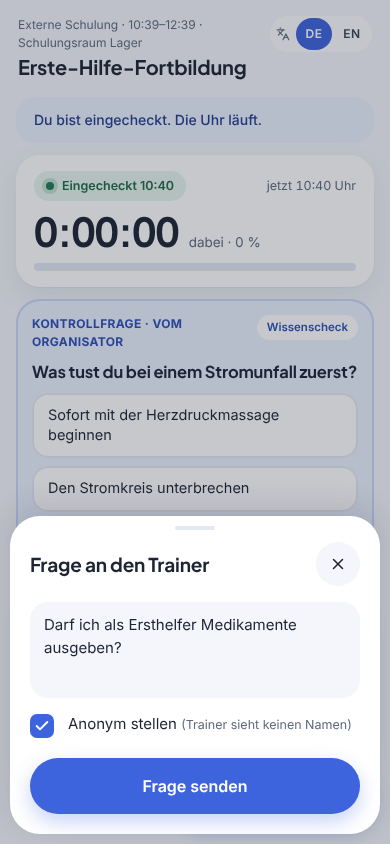 Externe Schulung · 10:39–12:39 ·
Schulungsraum Lager
DE
EN
Erste-Hilfe-Fortbildung
Du bist eingecheckt. Die Uhr läuft.
Eingecheckt 10:40
jetzt 10:40 Uhr
0:00:00 dabei · 0 %
KONTROLLFRAGE · VOM
ORGANISATOR
Wissenscheck
Was tust du bei einem Stromunfall zuerst?
Sofort mit der Herzdruckmassage
beginnen
Den Stromkreis unterbrechen
Frage an den Trainer
Darf ich als Ersthelfer Medikamente
ausgeben?
Anonym stellen (Trainer sieht keinen Namen)
Frage senden